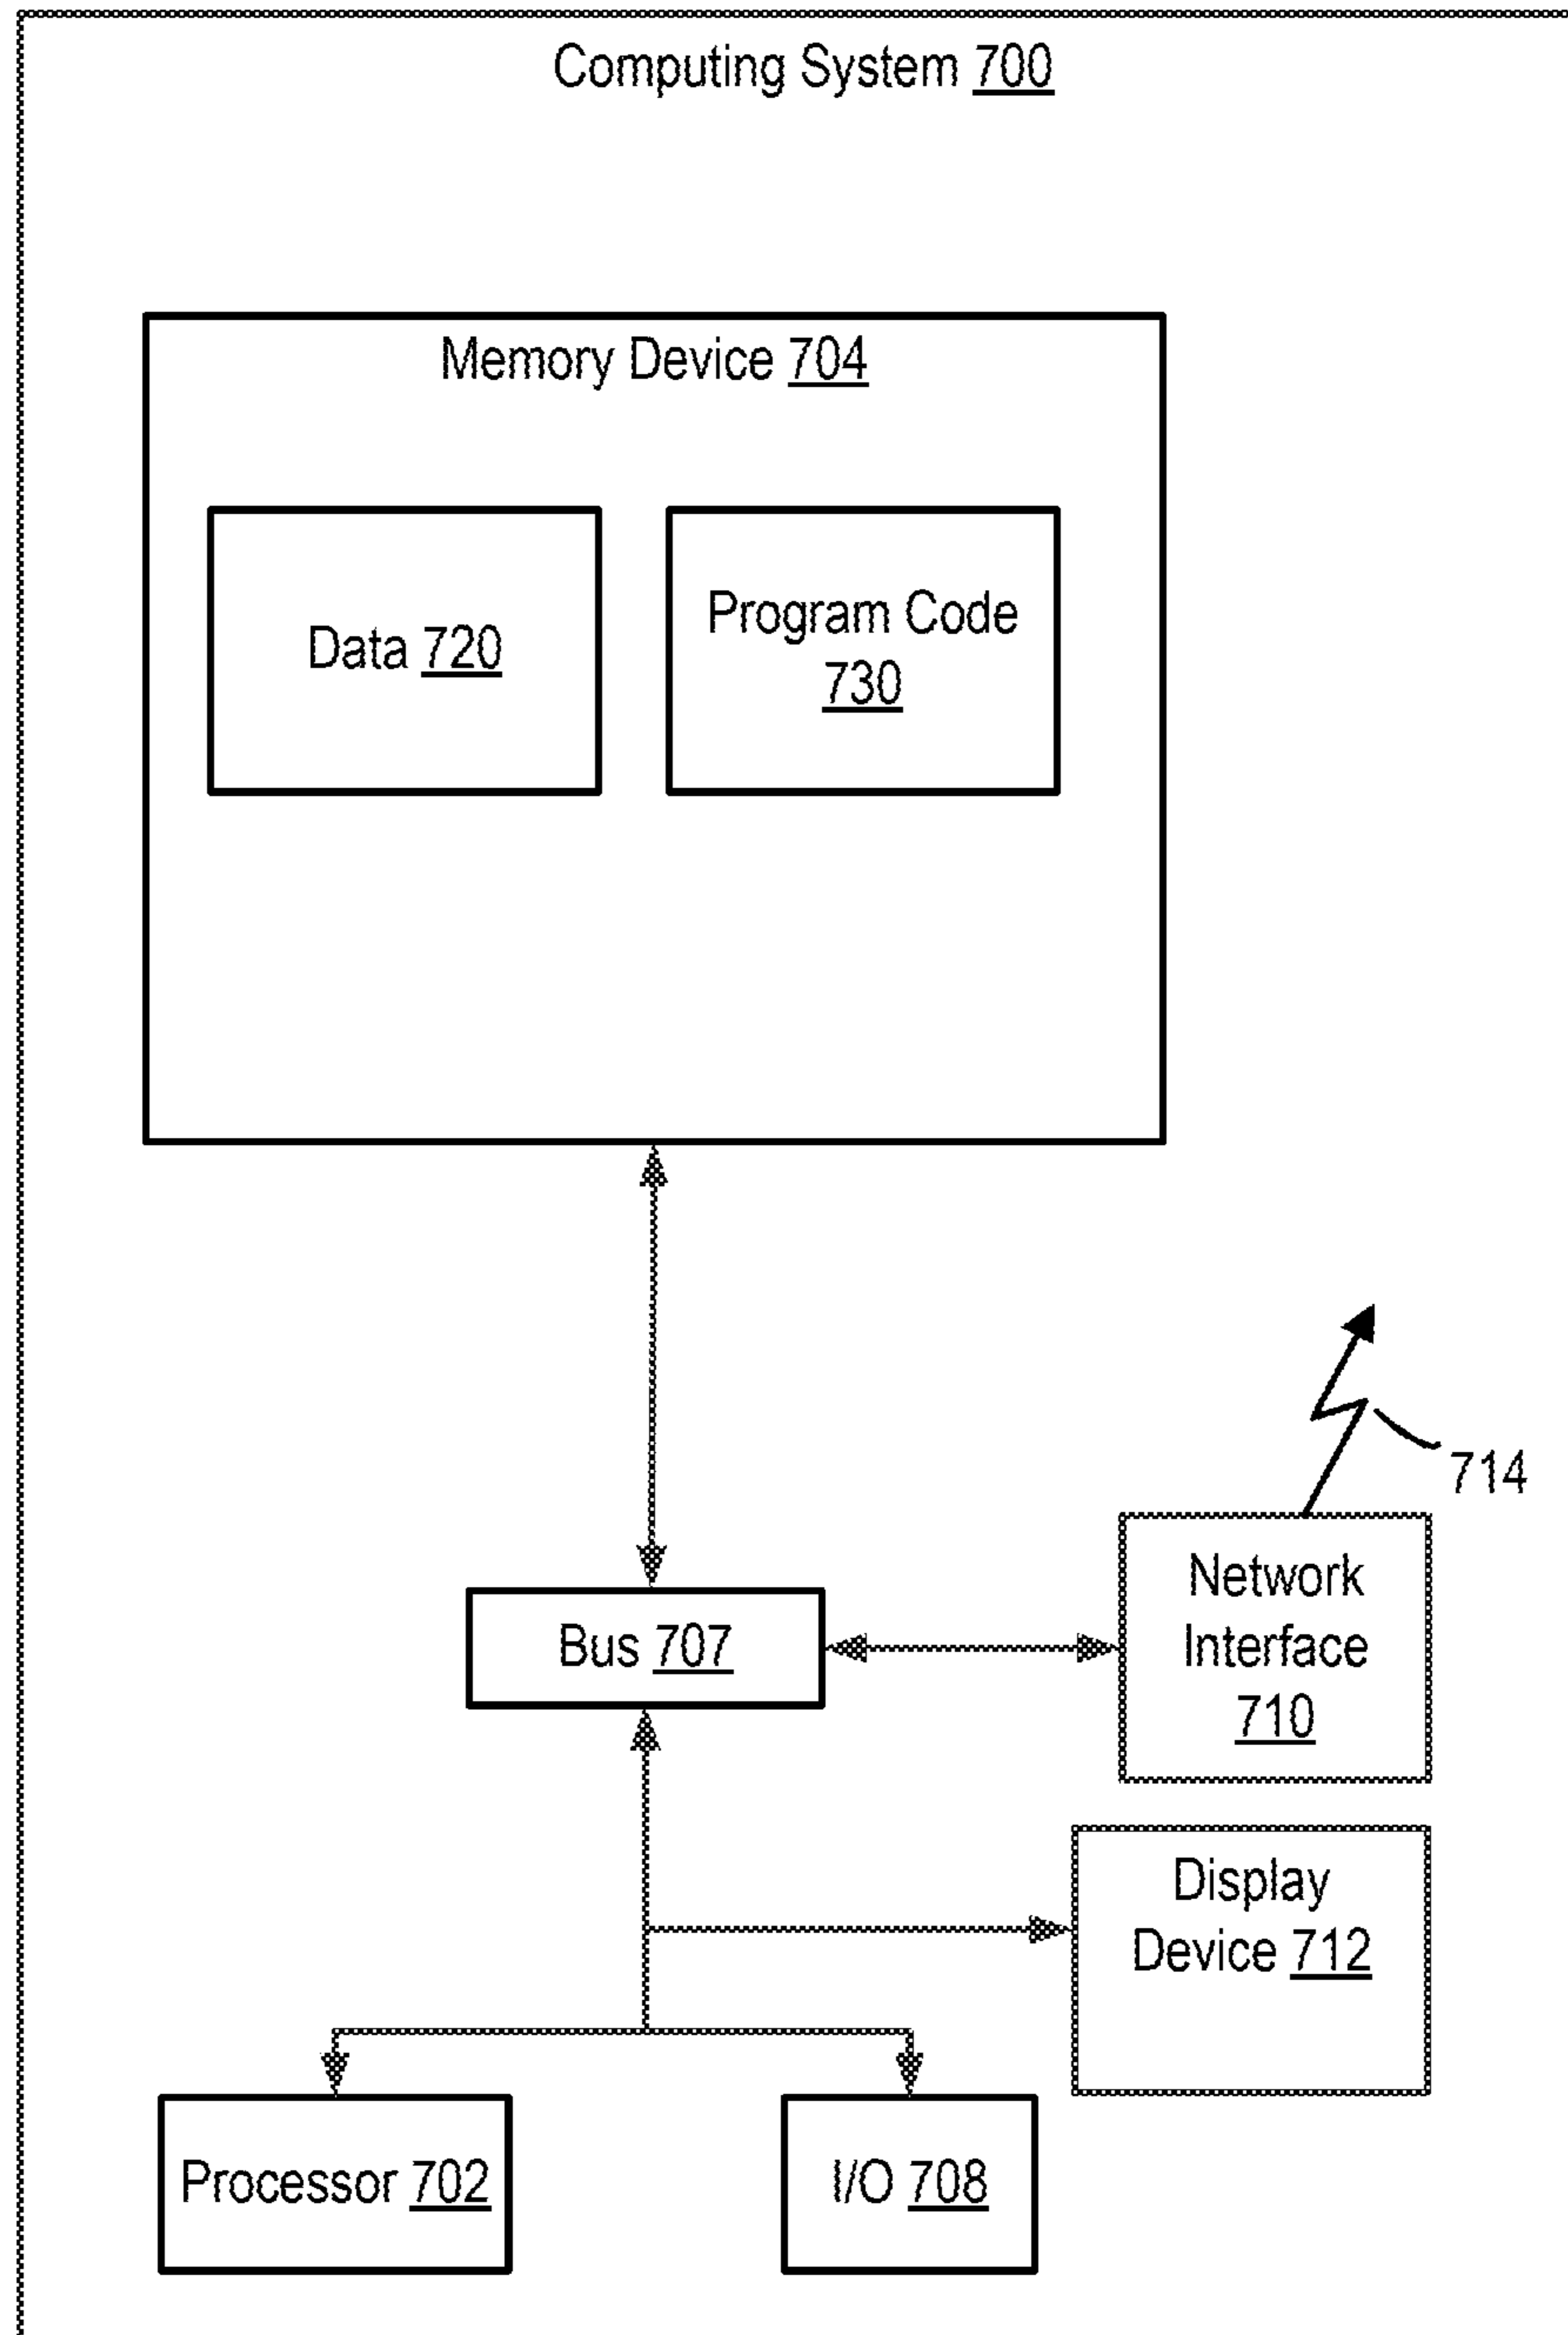 Computing System 700
Memory Device 704
Data 720
Program Code
730
714
Network
Interface
710
Bus 707
Display
Device 712
Processor 702
I/O 708